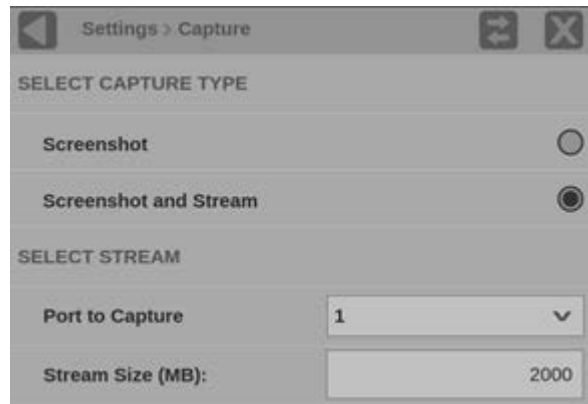 Settings > Capture
SELECT CAPTURE TYPE
Screenshot
Screenshot and Stream
SELECT STREAM
Port to Capture 1
Stream Size (MB): 2000